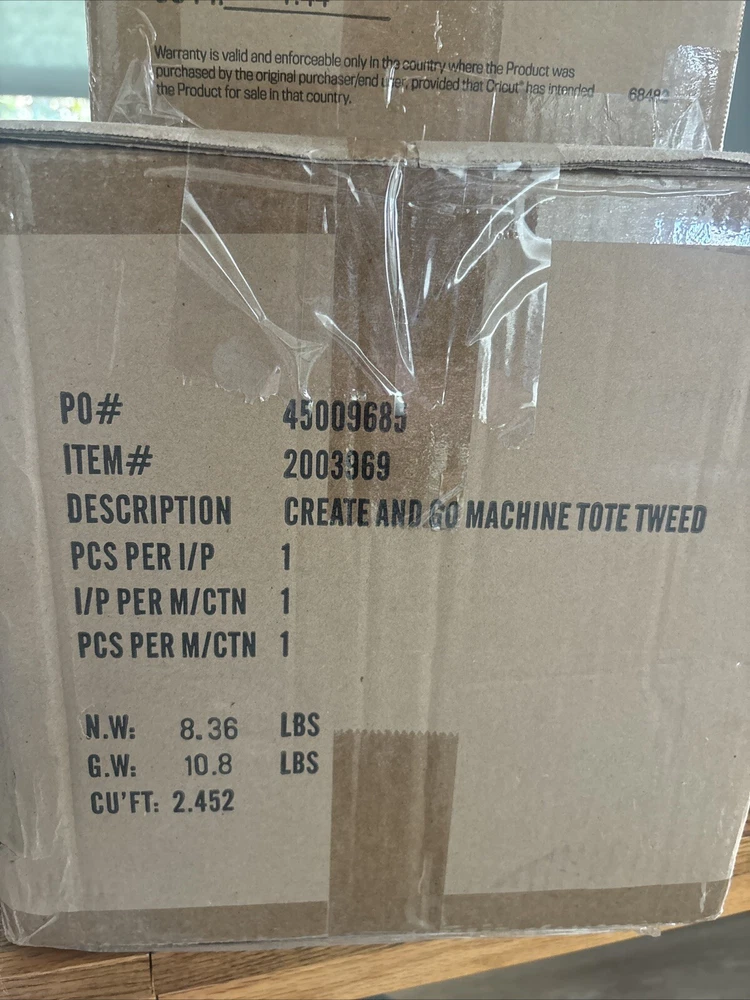 Warranty is valid and enforceable only in the country where the Product was
purchased by the original purchaser/end user, provided that Cricut® has intended
the Product for sale in that country.
68482
PO# 45009685
ITEM# 2003969
DESCRIPTION CREATE AND GO MACHINE TOTE TWEED
PCS PER I/P 1
I/P PER M/CTN 1
PCS PER M/CTN 1
N.W: 8.36 LBS
G.W: 10.8 LBS
CU'FT: 2.452